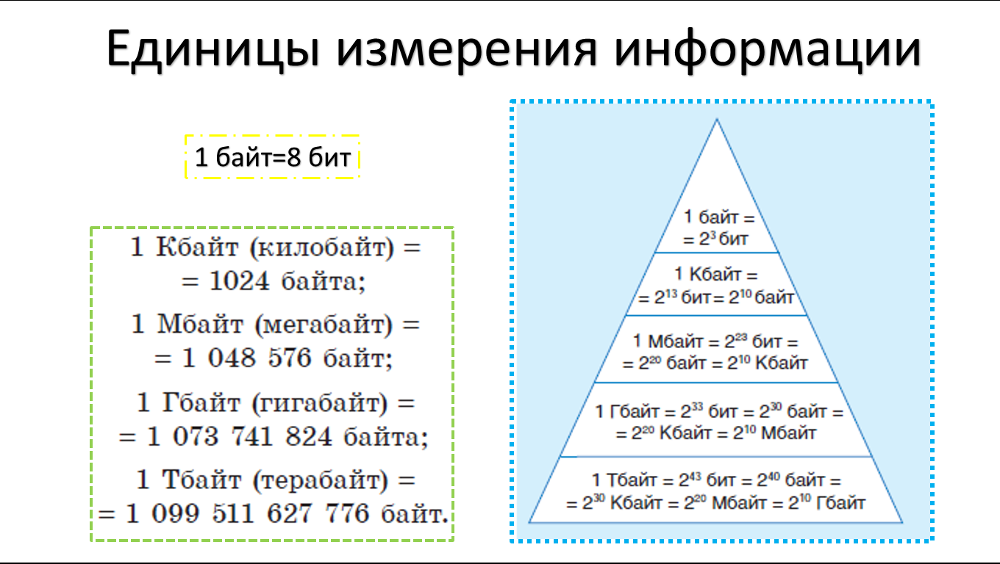 Единицы измерения информации
1 байт=8 бит
1 Кбайт (килобайт) =
= 1024 байта;
1 Мбайт (мегабайт) =
= 1 048 576 байт;
1 Гбайт (гигабайт) =
= 1 073 741 824 байта;
1 Тбайт (терабайт) =
= 1 099 511 627 776 байт.
1 байт =
= 2³ бит
1 Кбайт =
= 2¹³ бит = 2¹⁰ байт
1 Мбайт = 2²³ бит =
= 2²⁰ байт = 2¹⁰ Кбайт
1 Гбайт = 2³³ бит = 2³⁰ байт =
= 2²⁰ Кбайт = 2¹⁰ Мбайт
1 Тбайт = 2⁴³ бит = 2⁴⁰ байт =
= 2³⁰ Кбайт = 2²⁰ Мбайт = 2¹⁰ Гбайт